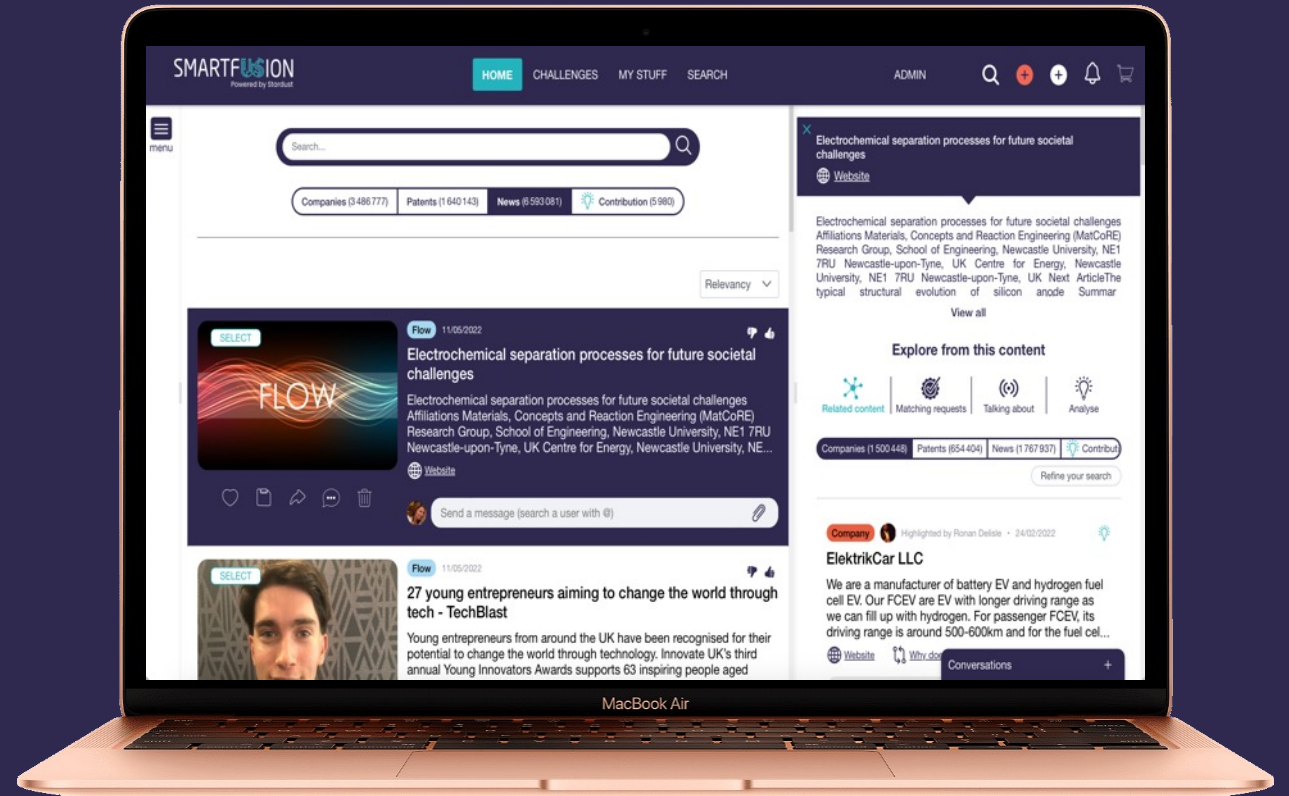 SMARTFUSION
Powered by Stardust
HOME
CHALLENGES
MY STUFF
SEARCH
ADMIN
menu
Search...
Companies (3 486 777)
Patents (1 640 143)
News (6 593 081)
Contribution (5 980)
Relevancy
SELECT
FLOW
Flow 11/05/2022
Electrochemical separation processes for future societal
challenges
Electrochemical separation processes for future societal challenges
Affiliations Materials, Concepts and Reaction Engineering (MatCoRE)
Research Group, School of Engineering, Newcastle University, NE1 7RU
Newcastle-upon-Tyne, UK Centre for Energy, Newcastle University, NE...
Website
Send a message (search a user with @)
SELECT
Flow 11/05/2022
27 young entrepreneurs aiming to change the world through
tech - TechBlast
Young entrepreneurs from around the UK have been recognised for their
potential to change the world through technology. Innovate UK's third
annual Young Innovators Awards supports 63 inspiring people aged
X
Electrochemical separation processes for future societal
challenges
Website
Electrochemical separation processes for future societal challenges
Affiliations Materials, Concepts and Reaction Engineering (MatCoRE)
Research Group, School of Engineering, Newcastle University, NE1
7RU Newcastle-upon-Tyne, UK Centre for Energy, Newcastle
University, NE1 7RU Newcastle-upon-Tyne, UK Next ArticleThe
typical structural evolution of silicon anode Summar
View all
Explore from this content
Related content
Matching requests
Talking about
Analyse
Companies (1 500 448)
Patents (654 404)
News (1 767 937)
Contribut
Refine your search
Company Highlighted by Ronan Delisle • 24/02/2022
ElektrikCar LLC
We are a manufacturer of battery EV and hydrogen fuel
cell EV. Our FCEV are EV with longer driving range as
we can fill up with hydrogen. For passenger FCEV, its
driving range is around 500-600km and for the fuel cel...
Website
Why do
Conversations +
MacBook Air